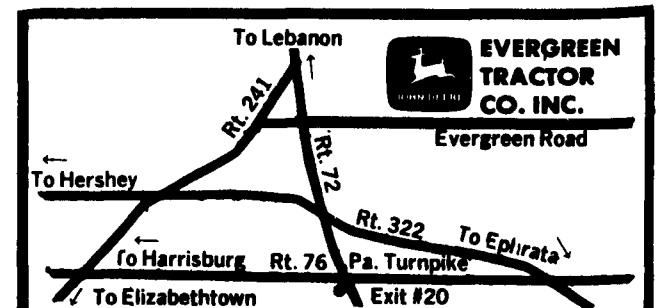 To Lebanon
EVERGREEN
TRACTOR
CO. INC.
JOHN DEERE
Rt. 241
Evergreen Road
Rt. 72
To Hershey
Rt. 322
To Ephrata
To Harrisburg
Rt. 76
Pa. Turnpike
To Elizabethtown
Exit #20